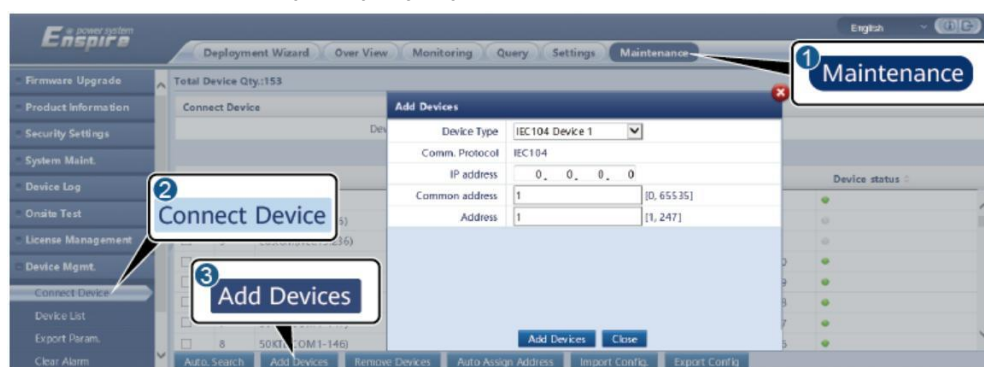 power system
Enspire
English
Deployment Wizard Over View Monitoring Query Settings Maintenance
1 Maintenance
Firmware Upgrade
Product Information
Security Settings
System Maint.
Device Log
Onsite Test
License Management
Device Mgmt.
Connect Device
Device List
Export Param.
Clear Alarm
Total Device Qty.:153
Connect Device
Dev
Device status
2 Connect Device
3 Add Devices
Add Devices
Device Type IEC104 Device 1
Comm. Protocol IEC104
IP address 0. 0. 0. 0
Common address 1 [0, 65535]
Address 1 [1, 247]
Add Devices Close
8
Auto. Search Add Devices Remove Devices Auto Assign Address Import Config. Export Config